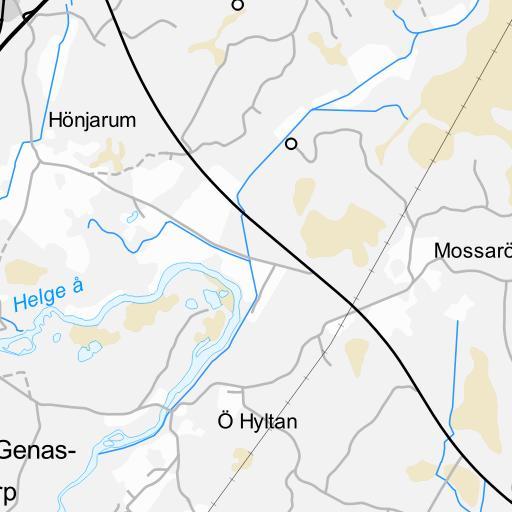 Hönjarum
Mossarö
Helge å
Ö Hyltan
Genas-
rp